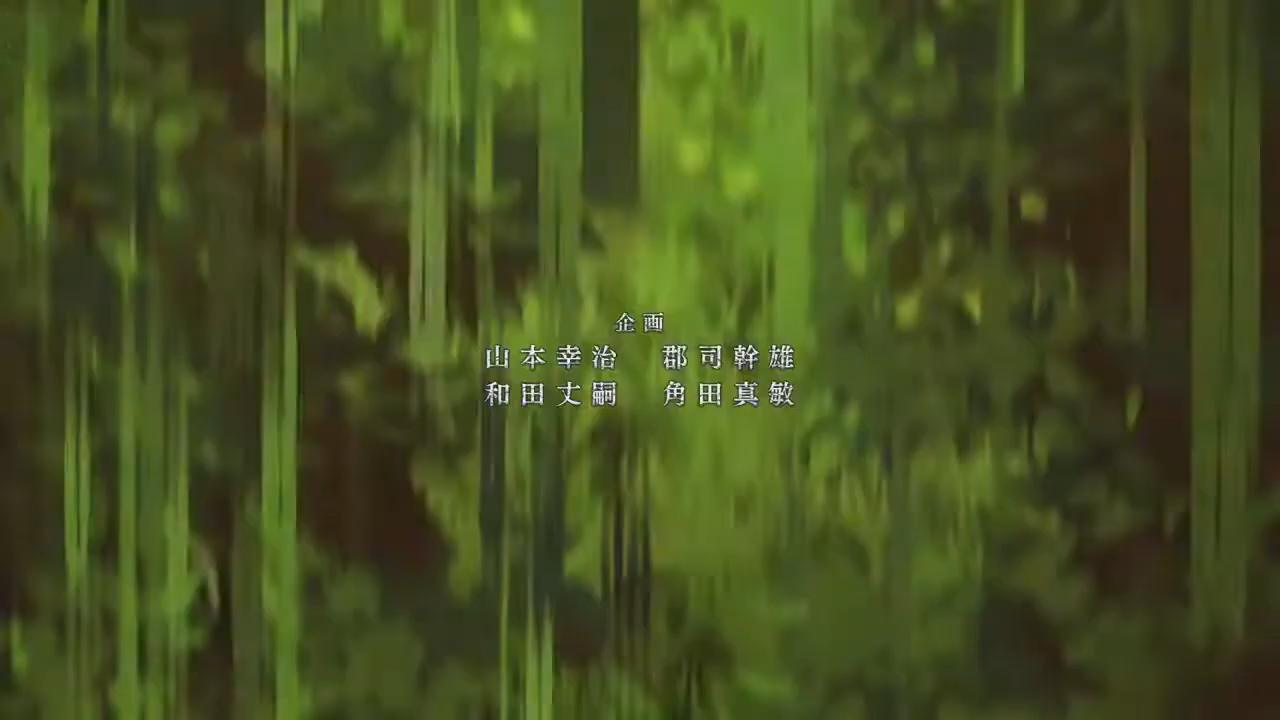 企画
山本幸治　郡司幹雄
和田丈嗣　角田真敏